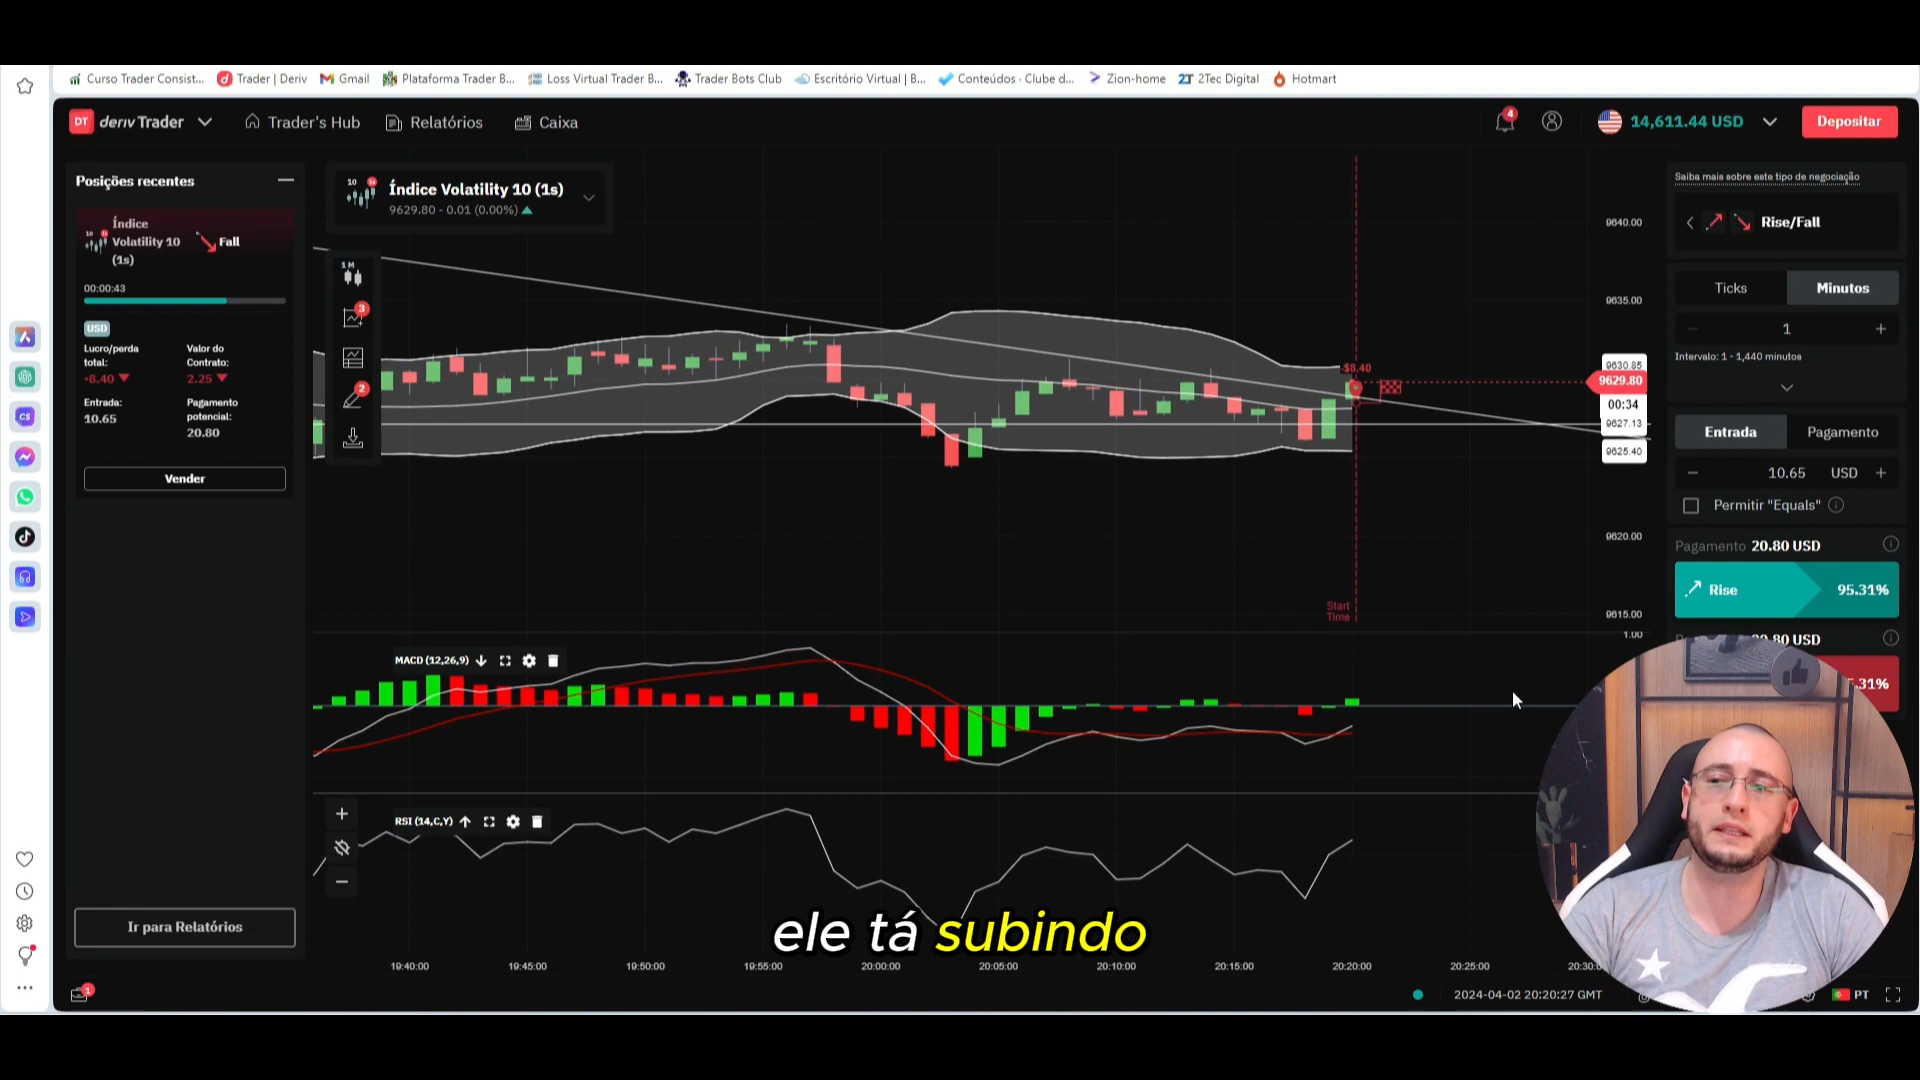 Curso Trader Consist...
Trader | Deriv
Gmail
Plataforma Trader B...
Loss Virtual Trader B...
Trader Bots Club
Escritório Virtual | B...
Conteúdos · Clube d...
Zion-home
2Tec Digital
Hotmart
DT deriv Trader
Trader's Hub
Relatórios
Caixa
4
14,611.44 USD
Depositar
Posições recentes
Índice
Volatility 10
(1s)
Fall
00:00:43
USD
Lucro/perda
total:
-8.40
Valor do
Contrato:
2.25
Entrada:
10.65
Pagamento
potencial:
20.80
Vender
Ir para Relatórios
1
10
Índice Volatility 10 (1s)
9629.80 - 0.01 (0.00%)
1M
3
2
-$8.40
Start
Time
9640.00
9635.00
9630.85
9629.80
00:34
9627.13
9625.40
9620.00
9615.00
1.00
MACD (12,26,9)
RSI (14,C,Y)
19:40:00
19:45:00
19:50:00
19:55:00
20:00:00
20:05:00
20:10:00
20:15:00
20:20:00
20:25:00
20:30:0
2024-04-02 20:20:27 GMT
PT
Saiba mais sobre este tipo de negociação
Rise/Fall
Ticks
Minutos
1
Intervalo: 1 - 1,440 minutos
Entrada
Pagamento
10.65
USD
Permitir "Equals"
Pagamento 20.80 USD
Rise
95.31%
80 USD
.31%
ele tá subindo